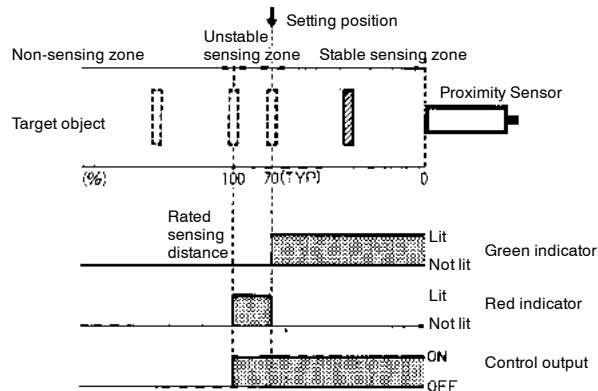 Setting position
Non-sensing zone
Unstable
sensing zone
Stable sensing zone
Proximity Sensor
Target object
(%)
100
70(TYP)
0
Rated
sensing
distance
Lit
Not lit
Green indicator
Lit
Not lit
Red indicator
ON
OFF
Control output